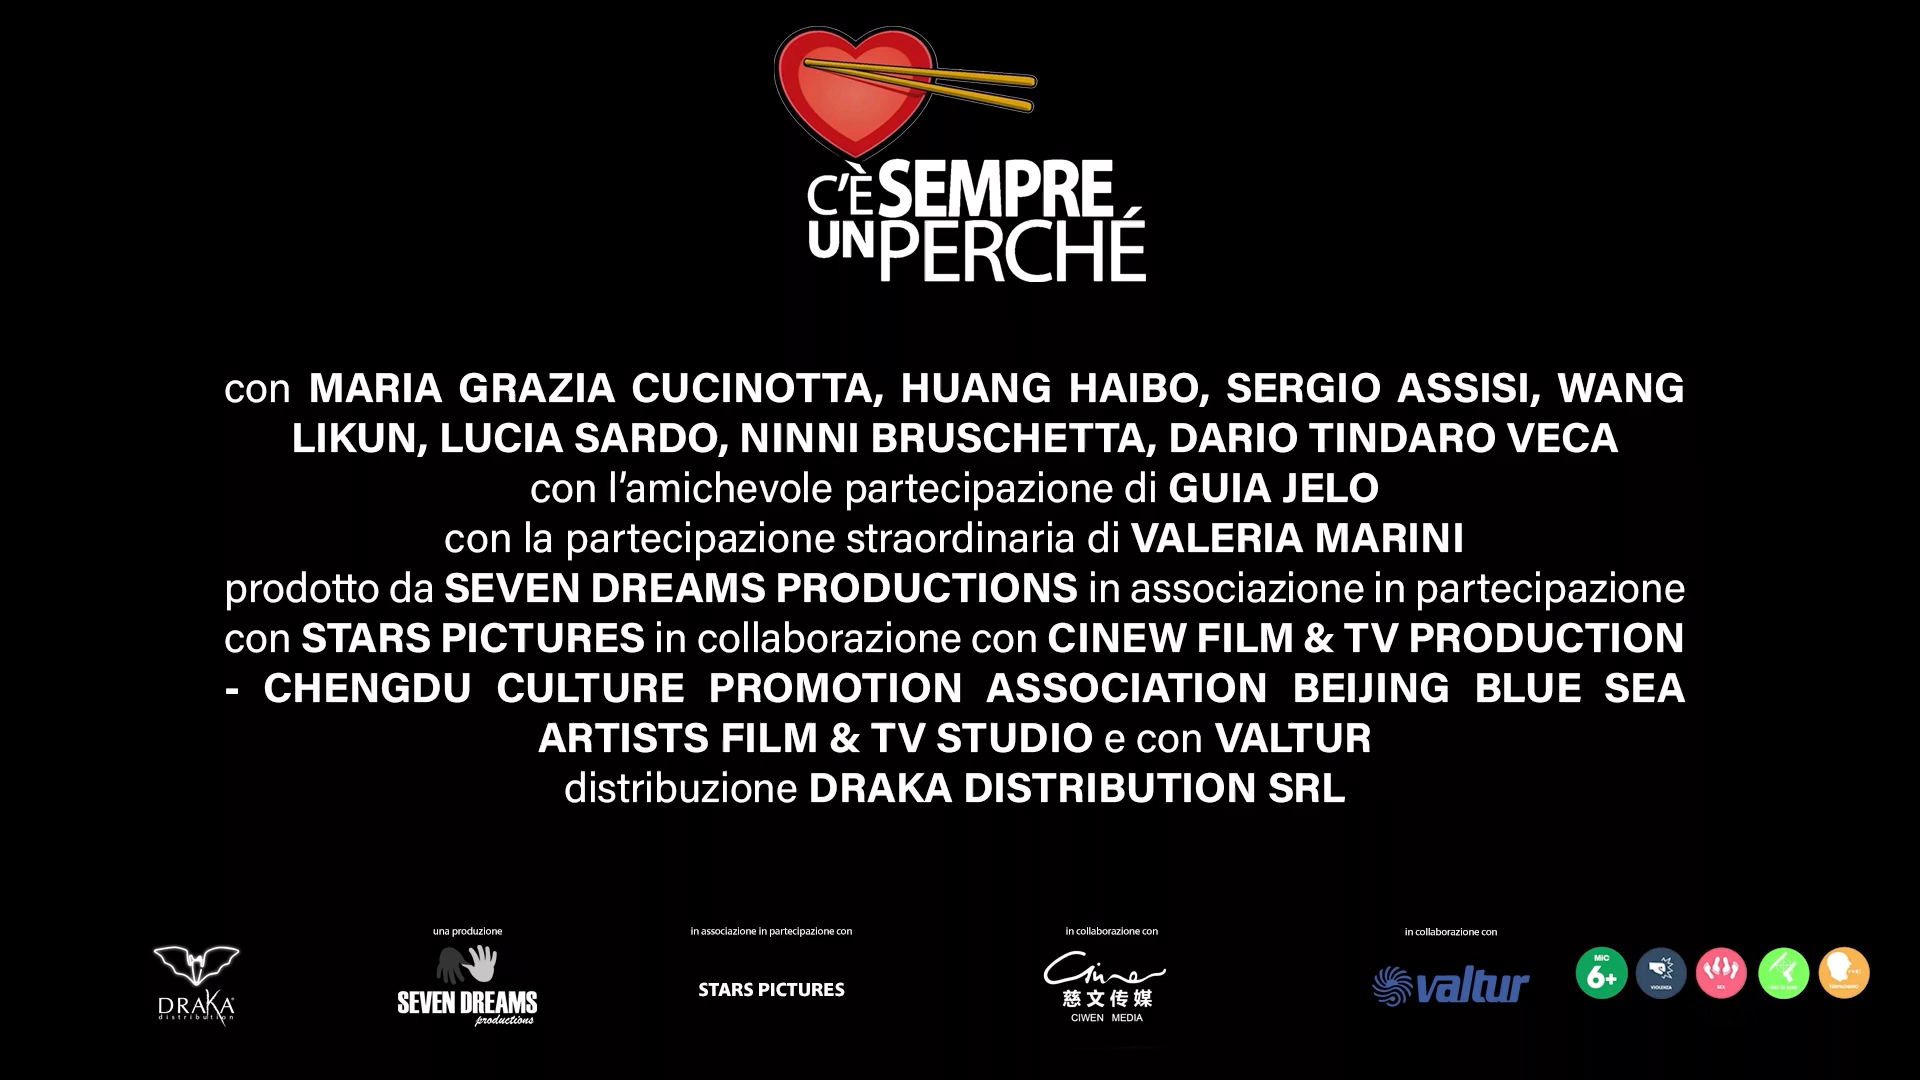 C'È SEMPRE
UN PERCHÉ
con MARIA GRAZIA CUCINOTTA, HUANG HAIBO, SERGIO ASSISI, WANG
LIKUN, LUCIA SARDO, NINNI BRUSCHETTA, DARIO TINDARO VECA
con l'amichevole partecipazione di GUIA JELO
con la partecipazione straordinaria di VALERIA MARINI
prodotto da SEVEN DREAMS PRODUCTIONS in associazione in partecipazione
con STARS PICTURES in collaborazione con CINEW FILM & TV PRODUCTION
- CHENGDU CULTURE PROMOTION ASSOCIATION BEIJING BLUE SEA
ARTISTS FILM & TV STUDIO e con VALTUR
distribuzione DRAKA DISTRIBUTION SRL
DRAKA
distribution
una produzione
SEVEN DREAMS
productions
in associazione in partecipazione con
STARS PICTURES
in collaborazione con
慈文传媒
CIWEN MEDIA
in collaborazione con
valtur
MiC
6+
VIOLENZA
SEX